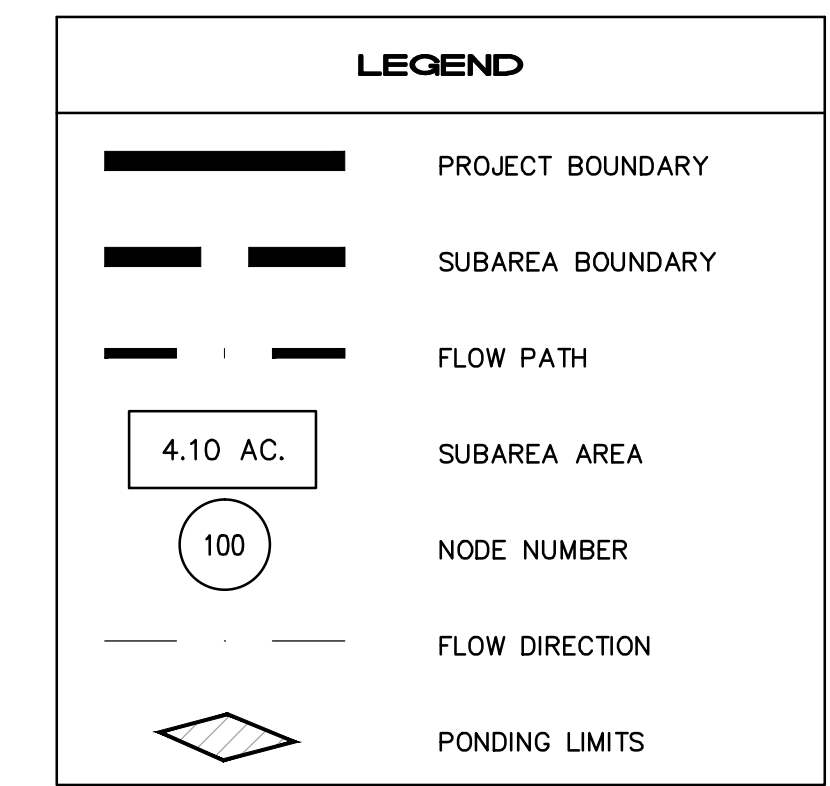 LEGEND
PROJECT BOUNDARY
SUBAREA BOUNDARY
FLOW PATH
4.10 AC. SUBAREA AREA
100 NODE NUMBER
FLOW DIRECTION
PONDING LIMITS